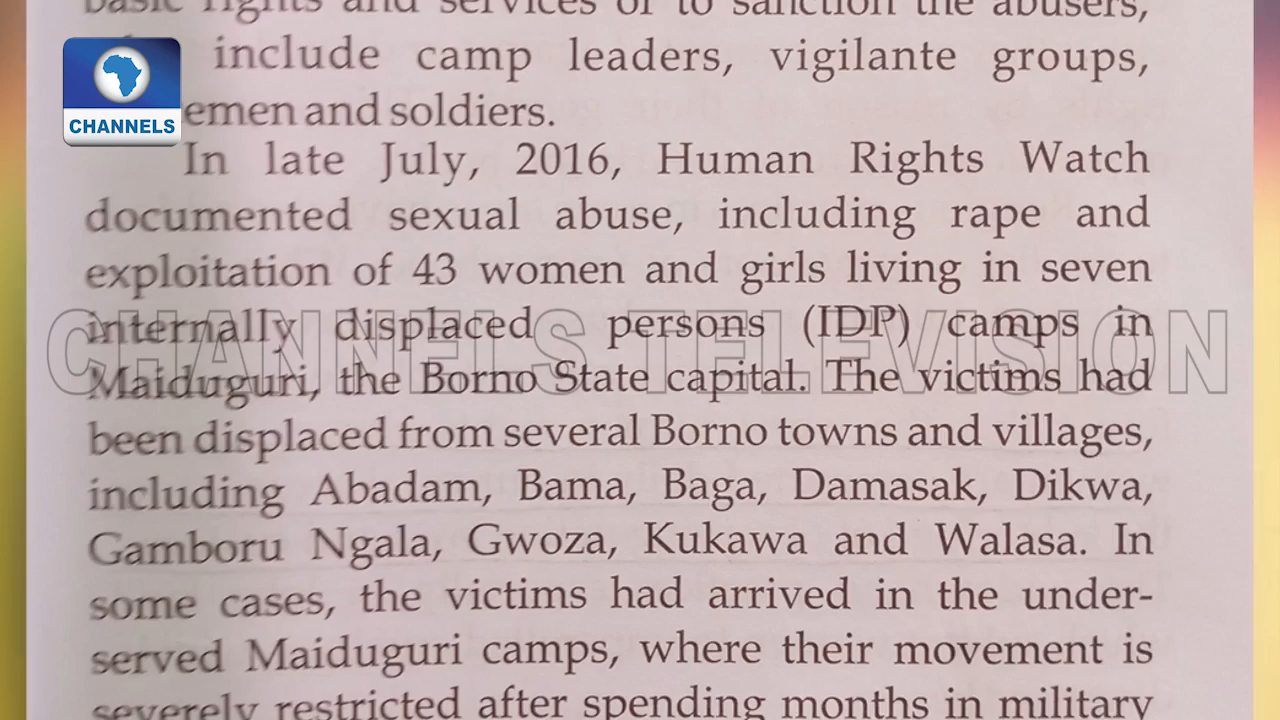 basic rights and services or to sanction the abusers,
include camp leaders, vigilante groups,
emen and soldiers.
CHANNELS
In late July, 2016, Human Rights Watch
documented sexual abuse, including rape and
exploitation of 43 women and girls living in seven
internally displaced persons (IDP) camps in
CHANNELS TELEVISION
Maiduguri, the Borno State capital. The victims had
been displaced from several Borno towns and villages,
including Abadam, Bama, Baga, Damasak, Dikwa,
Gamboru Ngala, Gwoza, Kukawa and Walasa. In
some cases, the victims had arrived in the under-
served Maiduguri camps, where their movement is
severely restricted after spending months in military